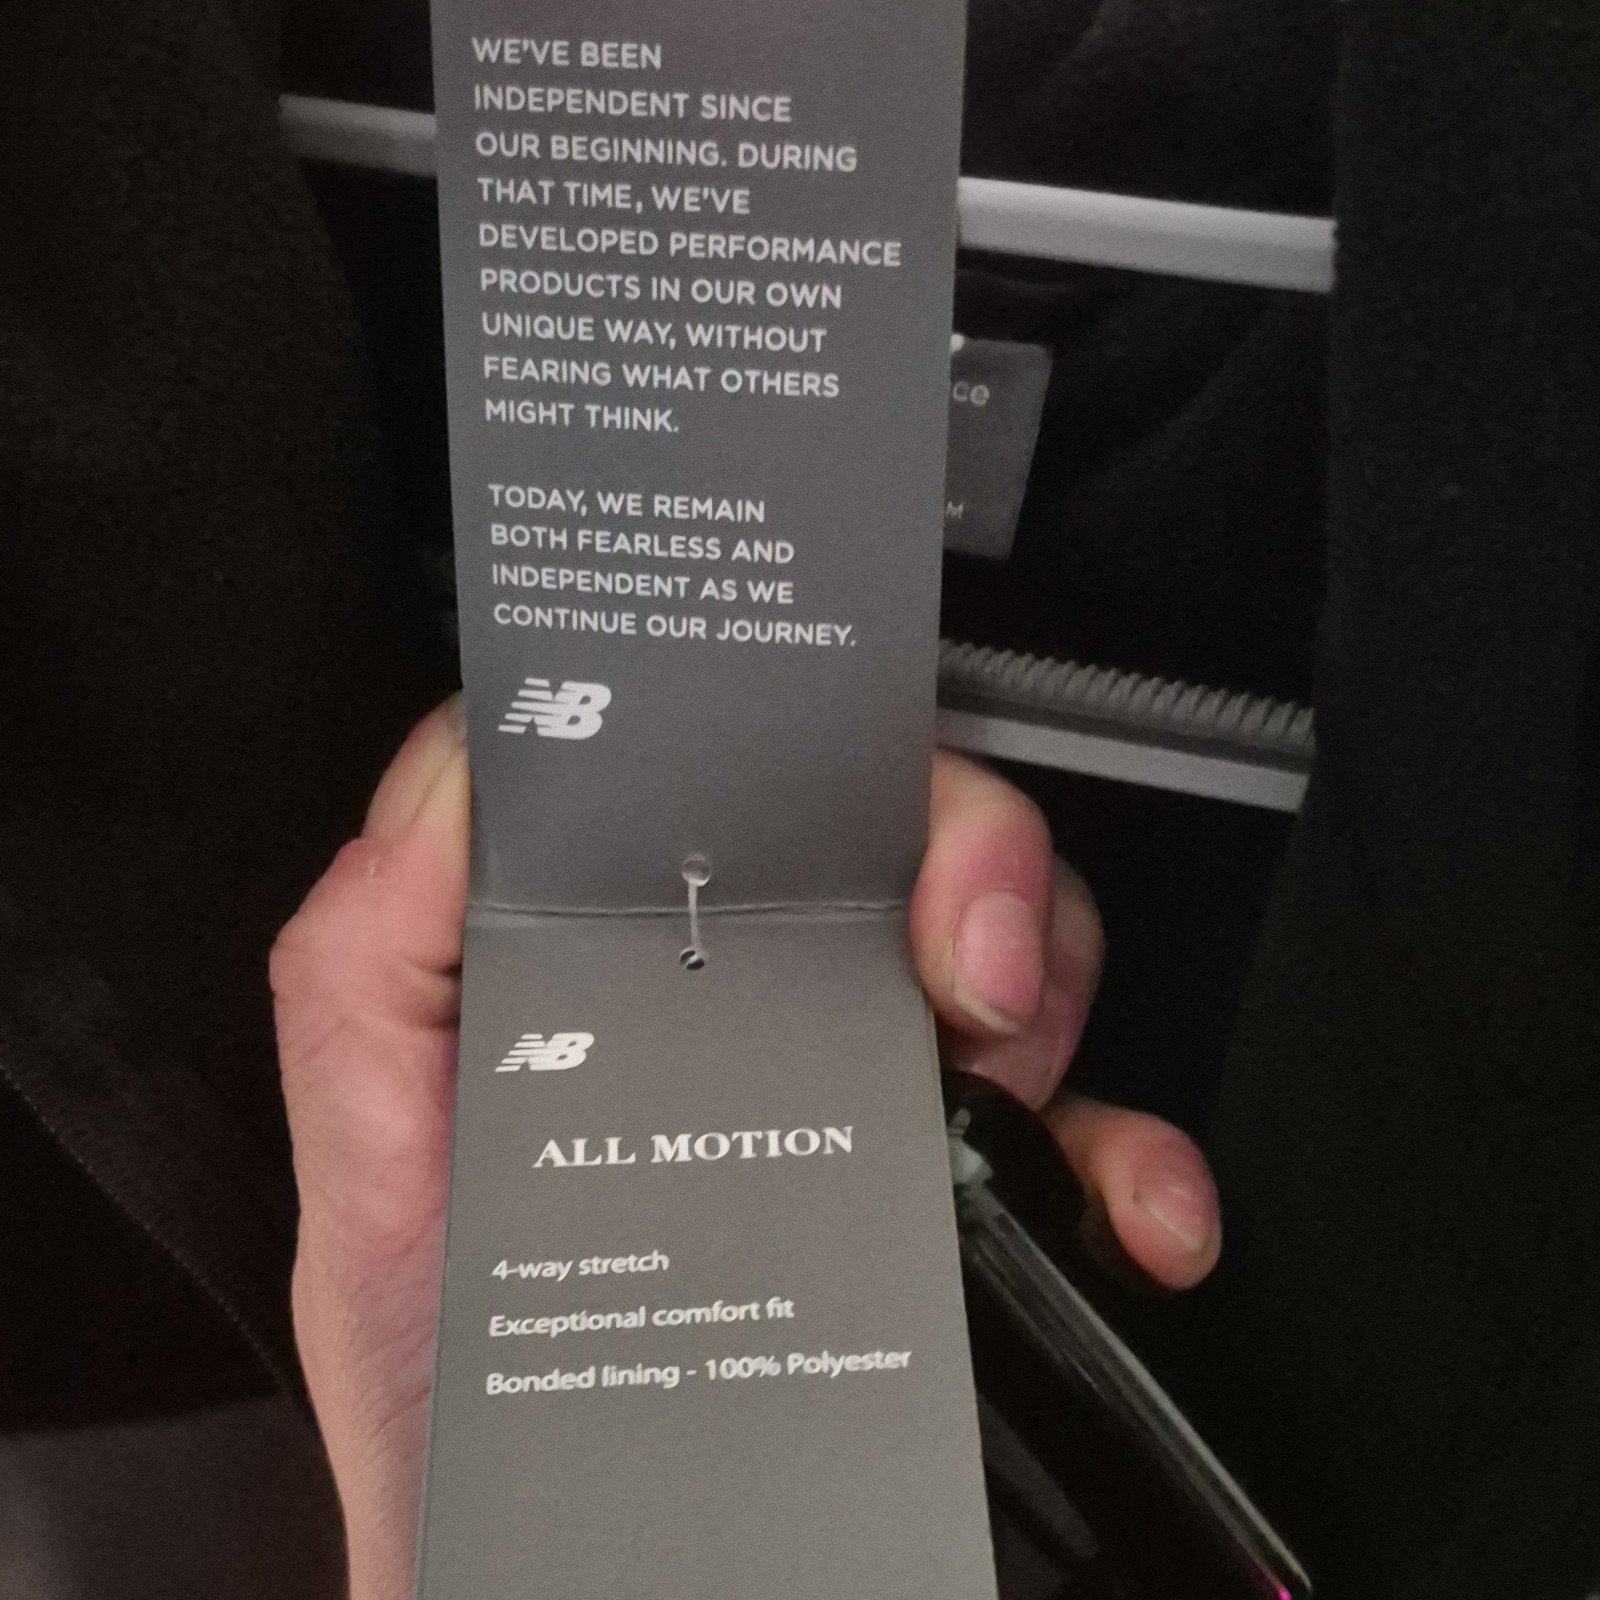 WE'VE BEEN
INDEPENDENT SINCE
OUR BEGINNING. DURING
THAT TIME, WE'VE
DEVELOPED PERFORMANCE
PRODUCTS IN OUR OWN
UNIQUE WAY, WITHOUT
FEARING WHAT OTHERS
MIGHT THINK.
TODAY, WE REMAIN
BOTH FEARLESS AND
INDEPENDENT AS WE
CONTINUE OUR JOURNEY.
NB
ce
M
NB
ALL MOTION
4-way stretch
Exceptional comfort fit
Bonded lining - 100% Polyester